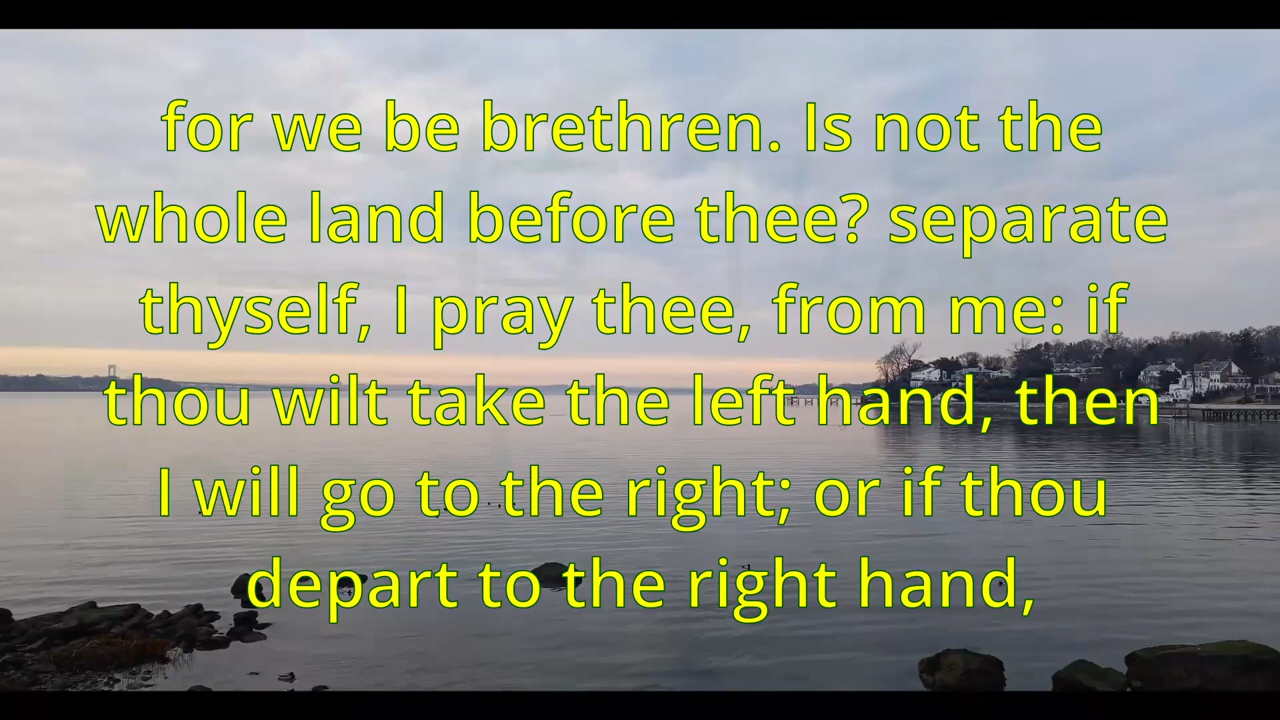 for we be brethren. Is not the
whole land before thee? separate
thyself, I pray thee, from me: if
thou wilt take the left hand, then
I will go to the right; or if thou
depart to the right hand,